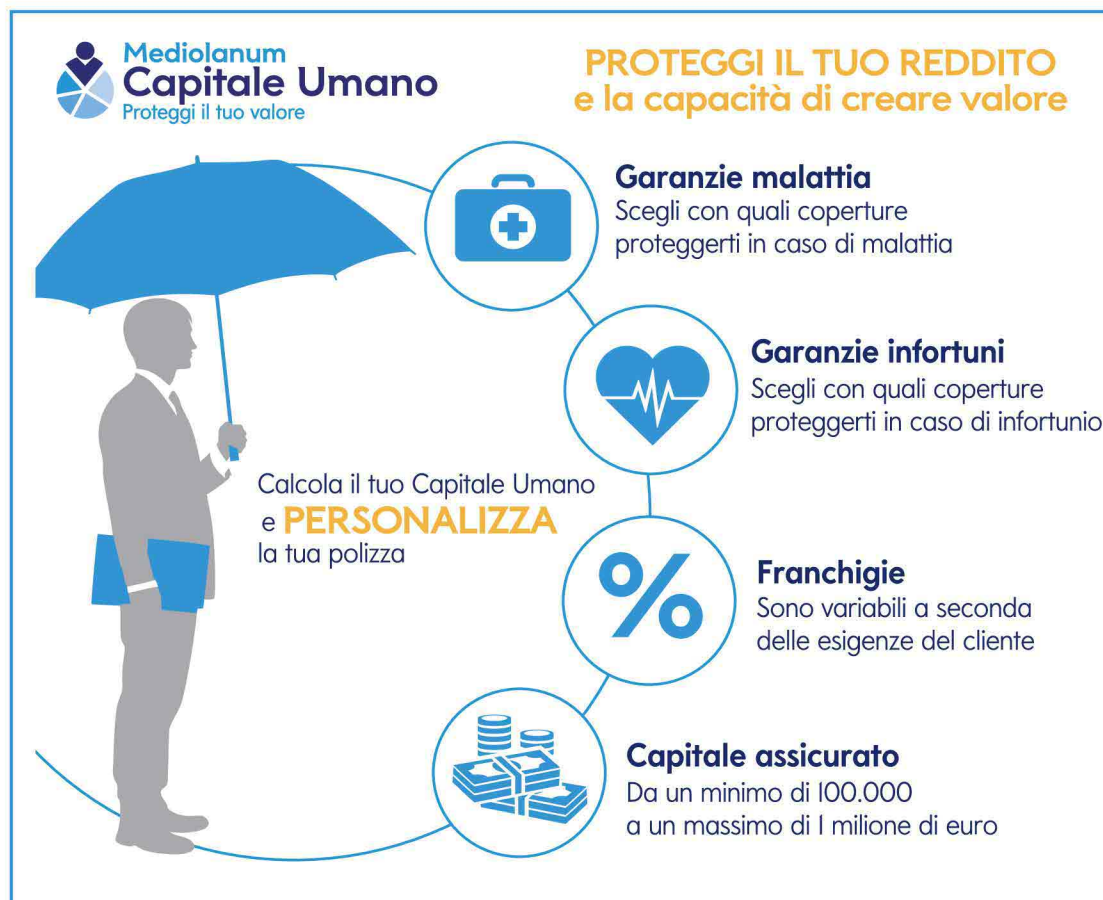 Mediolanum
Capitale Umano
Proteggi il tuo valore
PROTEGGI IL TUO REDDITO
e la capacità di creare valore
Garanzie malattia
Scegli con quali coperture
proteggerti in caso di malattia
Garanzie infortuni
Scegli con quali coperture
proteggerti in caso di infortunio
Calcola il tuo Capitale Umano
e PERSONALIZZA
la tua polizza
%
Franchigie
Sono variabili a seconda
delle esigenze del cliente
Capitale assicurato
Da un minimo di 100.000
a un massimo di 1 milione di euro